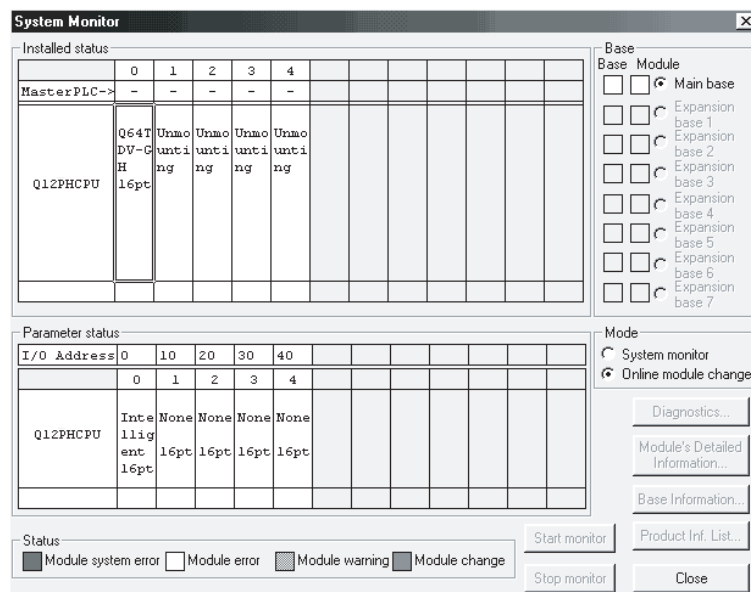 System Monitor
Installed status
0 1 2 3 4
MasterPLC-> - - - - -
Q12PHCPU
Q64T Unmo Unmo Unmo Unmo
DV-G unti unti unti unti
H ng ng ng ng
16pt
Base
Base Module
Main base
Expansion
base 1
Expansion
base 2
Expansion
base 3
Expansion
base 4
Expansion
base 5
Expansion
base 6
Expansion
base 7
Parameter status
I/O Address 0 10 20 30 40
0 1 2 3 4
Q12PHCPU
Inte None None None None
llig
ent 16pt 16pt 16pt 16pt
16pt
Mode
System monitor
Online module change
Diagnostics...
Module's Detailed
Information...
Base Information...
Product Inf. List...
Status
Module system error Module error Module warning Module change
Start monitor
Stop monitor
Close